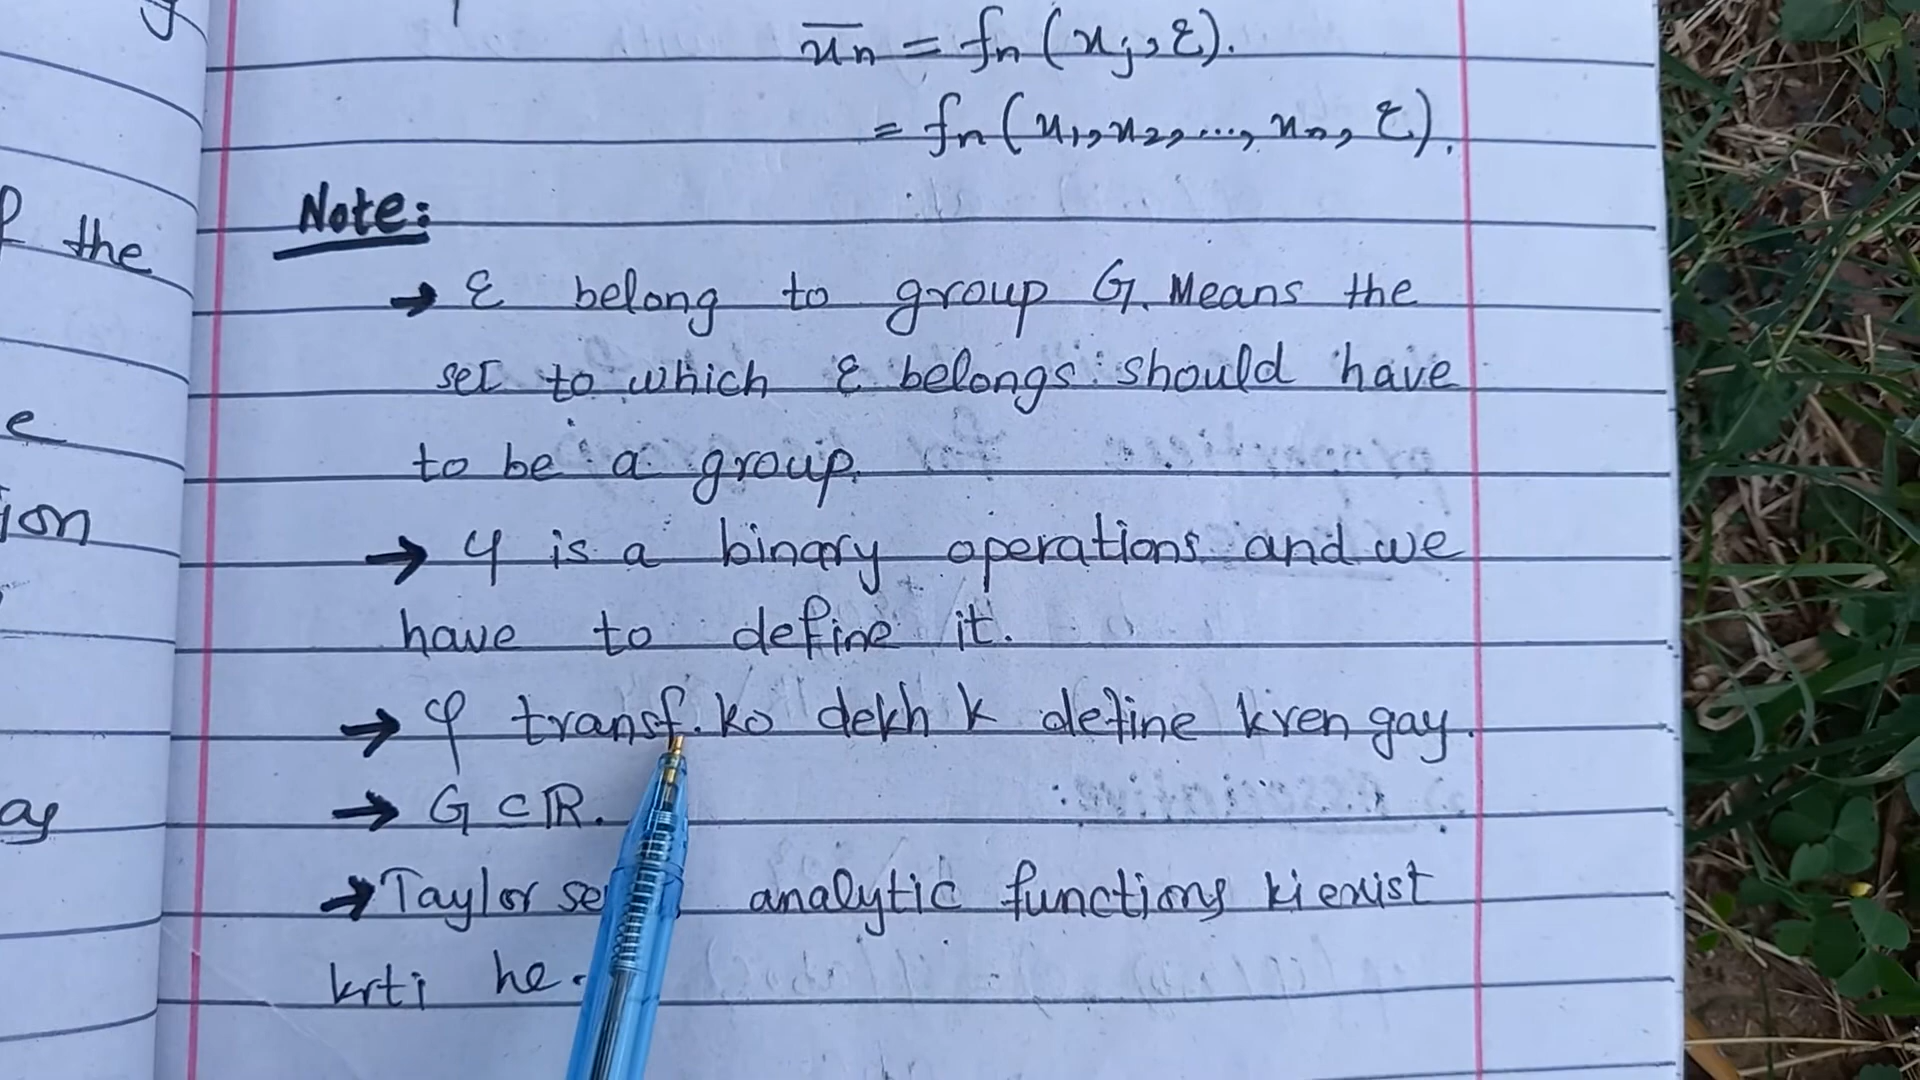 f the
e
ion
as
x̄n = fn (xj, ε).
= fn (x1, x2, ..., xn, ε).
Note:
→ ε belong to group G. Means the
set to which ε belongs should have
to be a group.
→ φ is a binary operations and we
have to define it.
→ φ transf. ko dekh k define kren gay.
→ G ⊂ ℝ.
→ Taylor analytic functions ki exist
krti he.